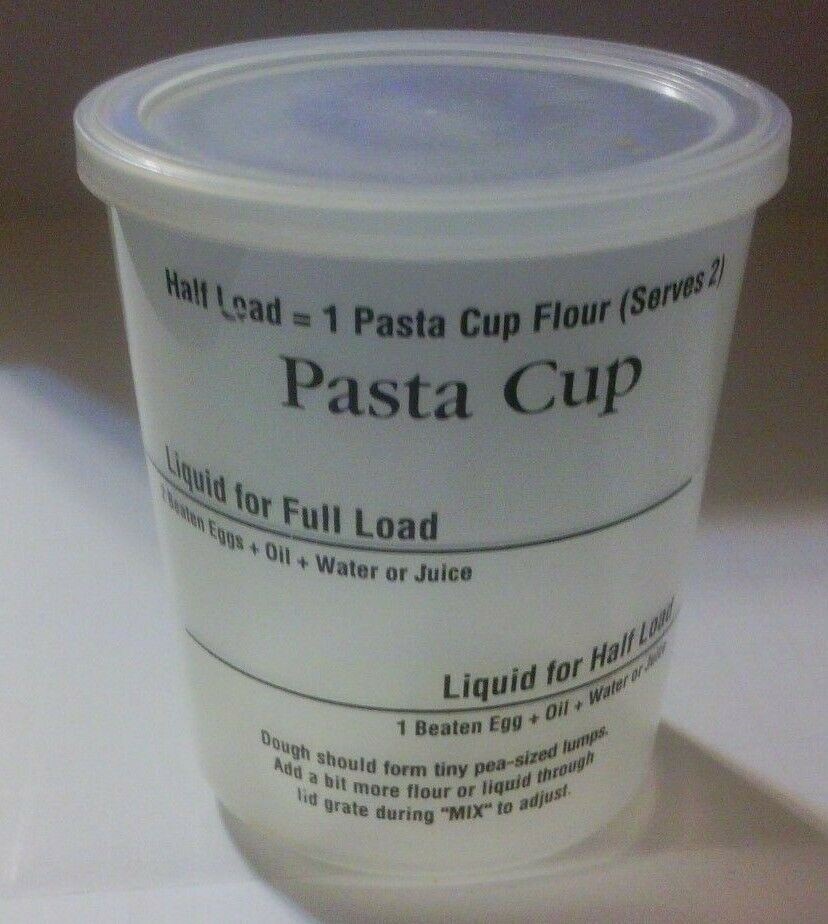 Half Load = 1 Pasta Cup Flour (Serves 2)
Pasta Cup
Liquid for Full Load
Beaten Eggs + Oil + Water or Juice
Liquid for Half Load
1 Beaten Egg + Oil + Water or Juice
Dough should form tiny pea-sized lumps.
Add a bit more flour or liquid through
lid grate during "MIX" to adjust.